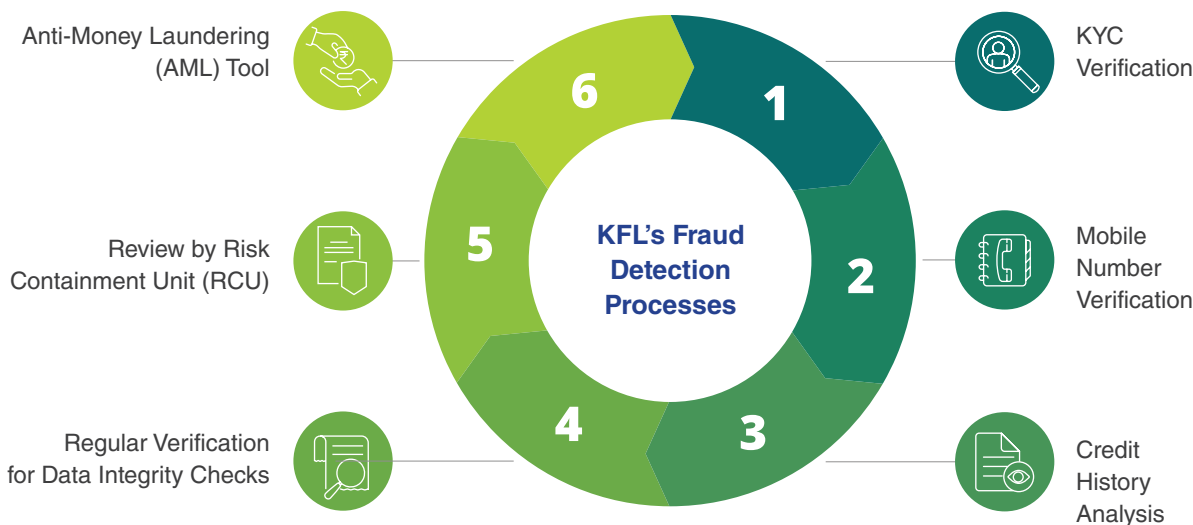 KFL's Fraud
Detection
Processes
1
KYC
Verification
2
Mobile
Number
Verification
3
Credit
History
Analysis
4
Regular Verification
for Data Integrity Checks
5
Review by Risk
Containment Unit (RCU)
6
Anti-Money Laundering
(AML) Tool
₹